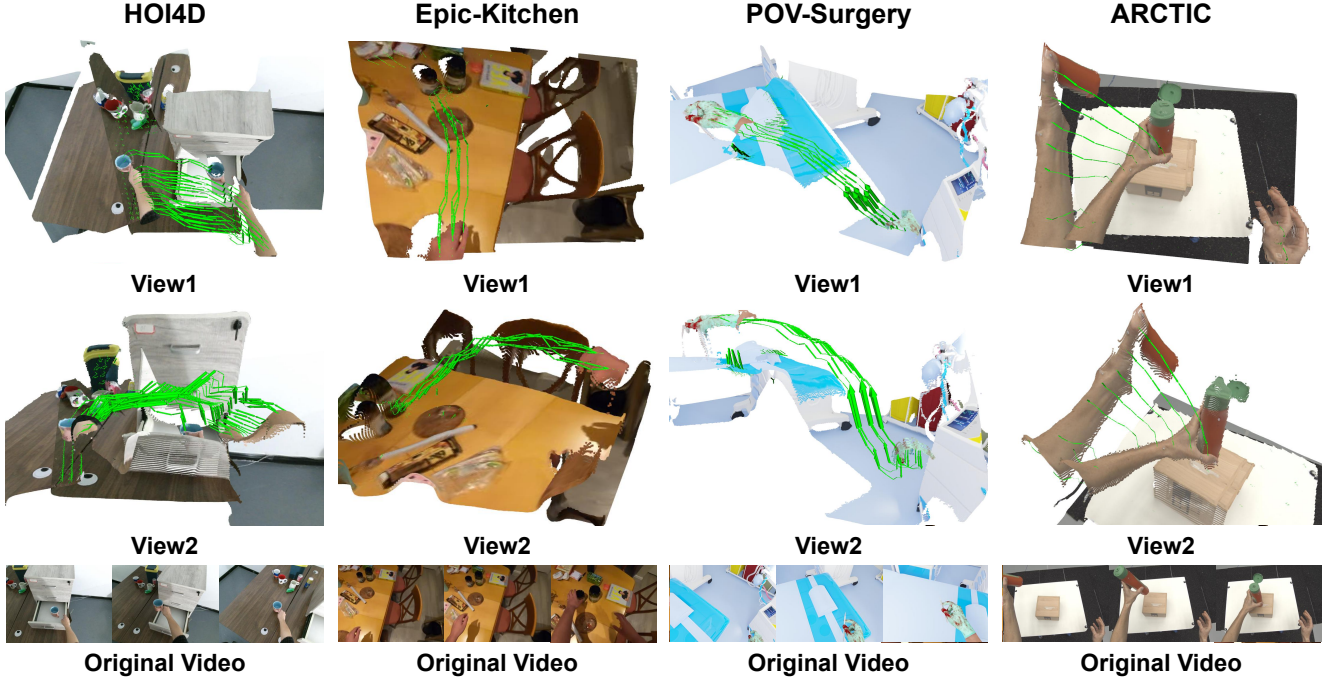 HOI4D Epic-Kitchen POV-Surgery ARCTIC
View1 View1 View1 View1
View2 View2 View2 View2
Original Video Original Video Original Video Original Video